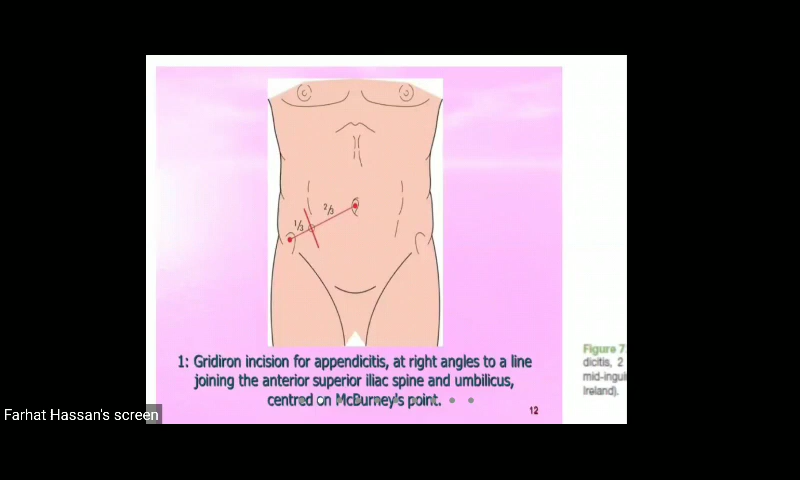 2/3
1/3
1: Gridiron incision for appendicitis, at right angles to a line
joining the anterior superior iliac spine and umbilicus,
centred on McBurney's point.
12
Figure 7
dicitis, 2
mid-ingui
Ireland).
Farhat Hassan's screen